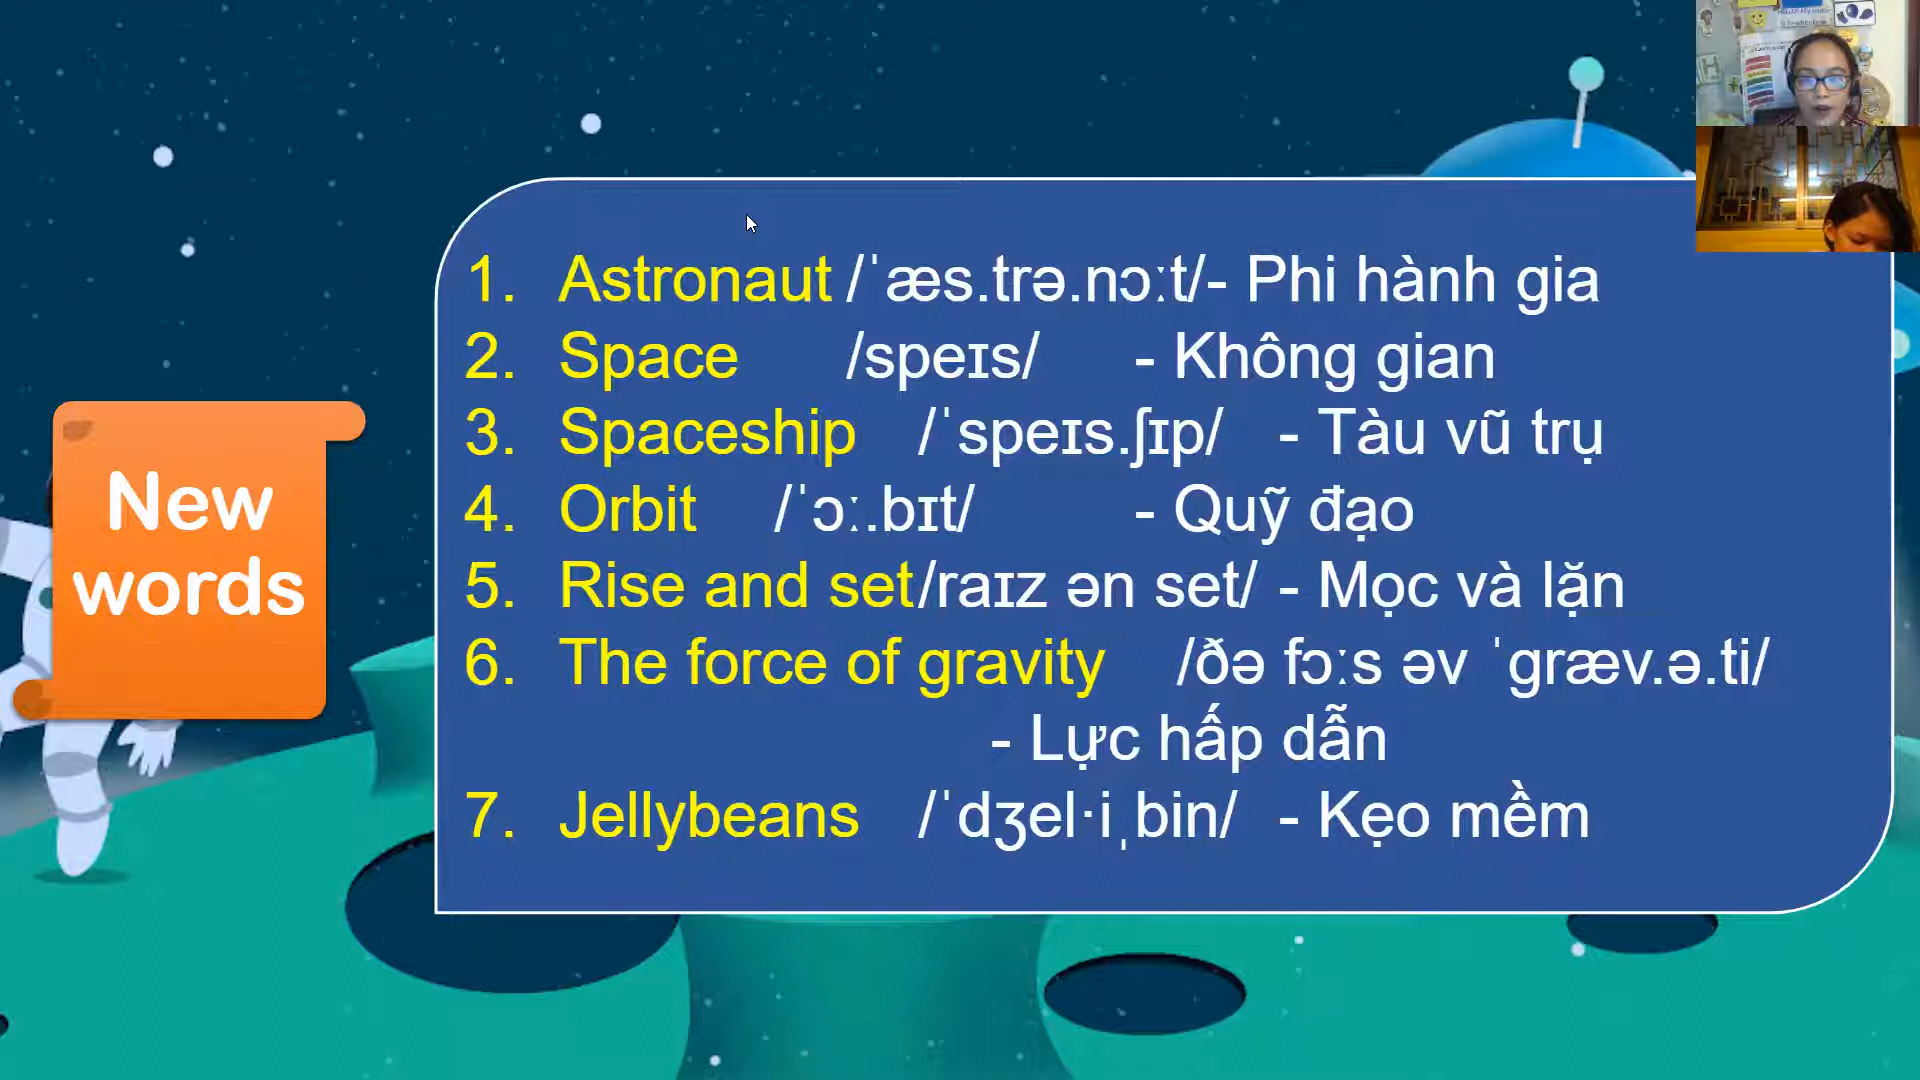 New
words
1. Astronaut /ˈæs.trə.nɔːt/- Phi hành gia
2. Space /speɪs/ - Không gian
3. Spaceship /ˈspeɪs.ʃɪp/ - Tàu vũ trụ
4. Orbit /ˈɔː.bɪt/ - Quỹ đạo
5. Rise and set/raɪz ən set/ - Mọc và lặn
6. The force of gravity /ðə fɔːs əv ˈɡræv.ə.ti/
- Lực hấp dẫn
7. Jellybeans /ˈdʒel·iˌbin/ - Kẹo mềm